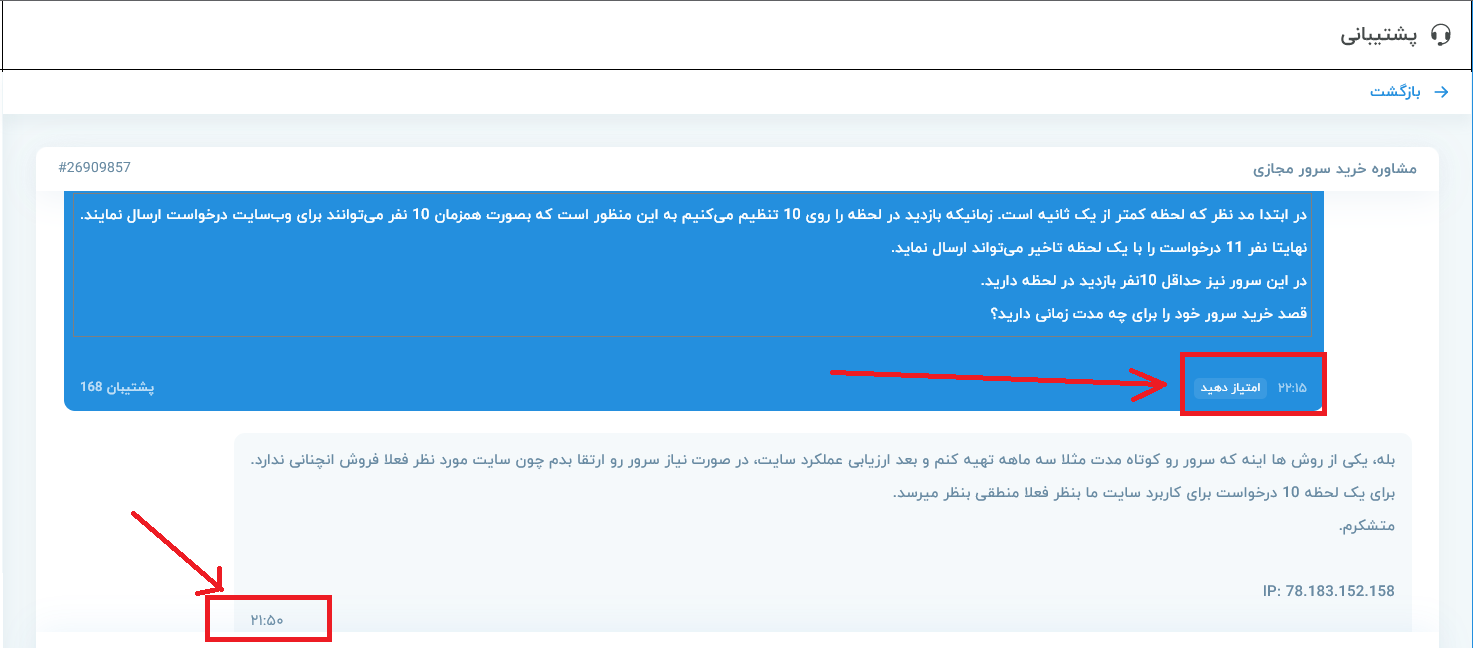 پشتیبانی
بازگشت
مشاوره خرید سرور مجازی
#26909857
در ابتدا مد نظر که لحظه کمتر از یک ثانیه است. زمانیکه بازدید در لحظه را روی 10 تنظیم می‌کنیم به این منظور است که بصورت همزمان 10 نفر می‌توانند برای وب‌سایت درخواست ارسال نمایند.
نهایتا نفر 11 درخواست را با یک لحظه تاخیر می‌تواند ارسال نماید.
در این سرور نیز حداقل 10نفر بازدید در لحظه دارید.
قصد خرید سرور خود را برای چه مدت زمانی دارید؟
۲۲:۱۵ امتیاز دهید
پشتیبان 168
بله، یکی از روش ها اینه که سرور رو کوتاه مدت مثلا سه ماهه تهیه کنم و بعد ارزیابی عملکرد سایت، در صورت نیاز سرور رو ارتقا بدم چون سایت مورد نظر فعلا فروش انچنانی ندارد.
برای یک لحظه 10 درخواست برای کاربرد سایت ما بنظر فعلا منطقی بنظر میرسد.
متشکرم.
IP: 78.183.152.158
۲۱:۵۰